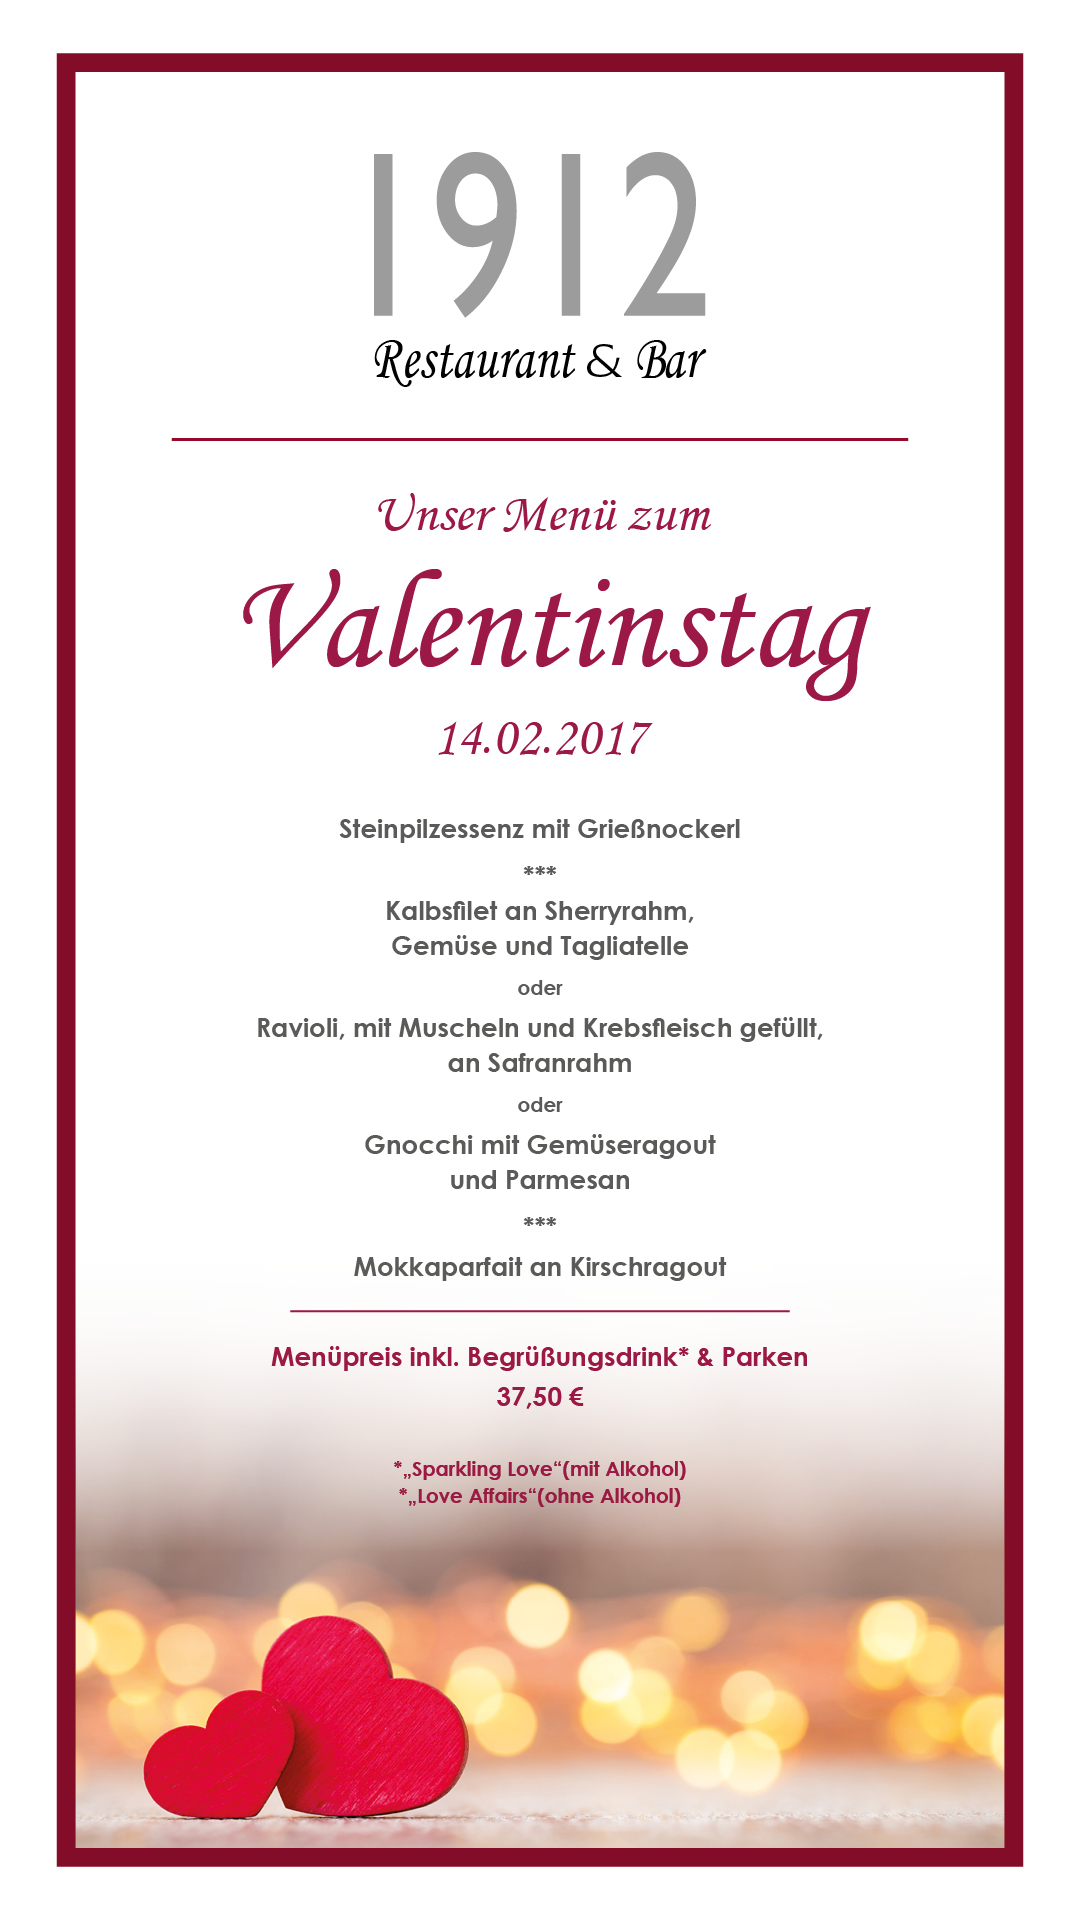 1912
Restaurant & Bar
Unser Menü zum
Valentinstag
14.02.2017
Steinpilzessenz mit Grießnockerl
***
Kalbsfilet an Sherryrahm,
Gemüse und Tagliatelle
oder
Ravioli, mit Muscheln und Krebsfleisch gefüllt,
an Safranrahm
oder
Gnocchi mit Gemüseragout
und Parmesan
***
Mokkaparfait an Kirschragout
Menüpreis inkl. Begrüßungsdrink* & Parken
37,50 €
*„Sparkling Love“(mit Alkohol)
*„Love Affairs“(ohne Alkohol)